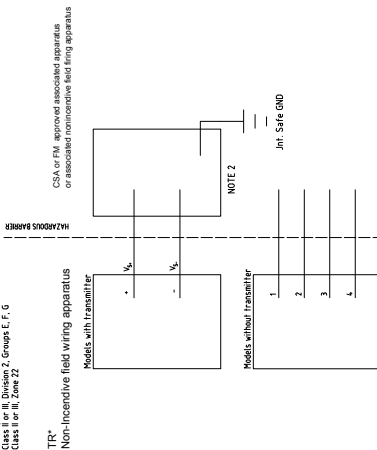 Class II or III, Division 2, Groups E, F, G
Class II or III, Zone 22
TR*
Non-Incendive field wiring apparatus
HAZARDOUS BARRIER
CSA or FM approved associated apparatus
or associated nonincendive field firing apparatus
Models with transmitter
+ Vs.
- Vs.
NOTE 2
Jnt. Safe GND
Models without transmitter
1
2
3
4